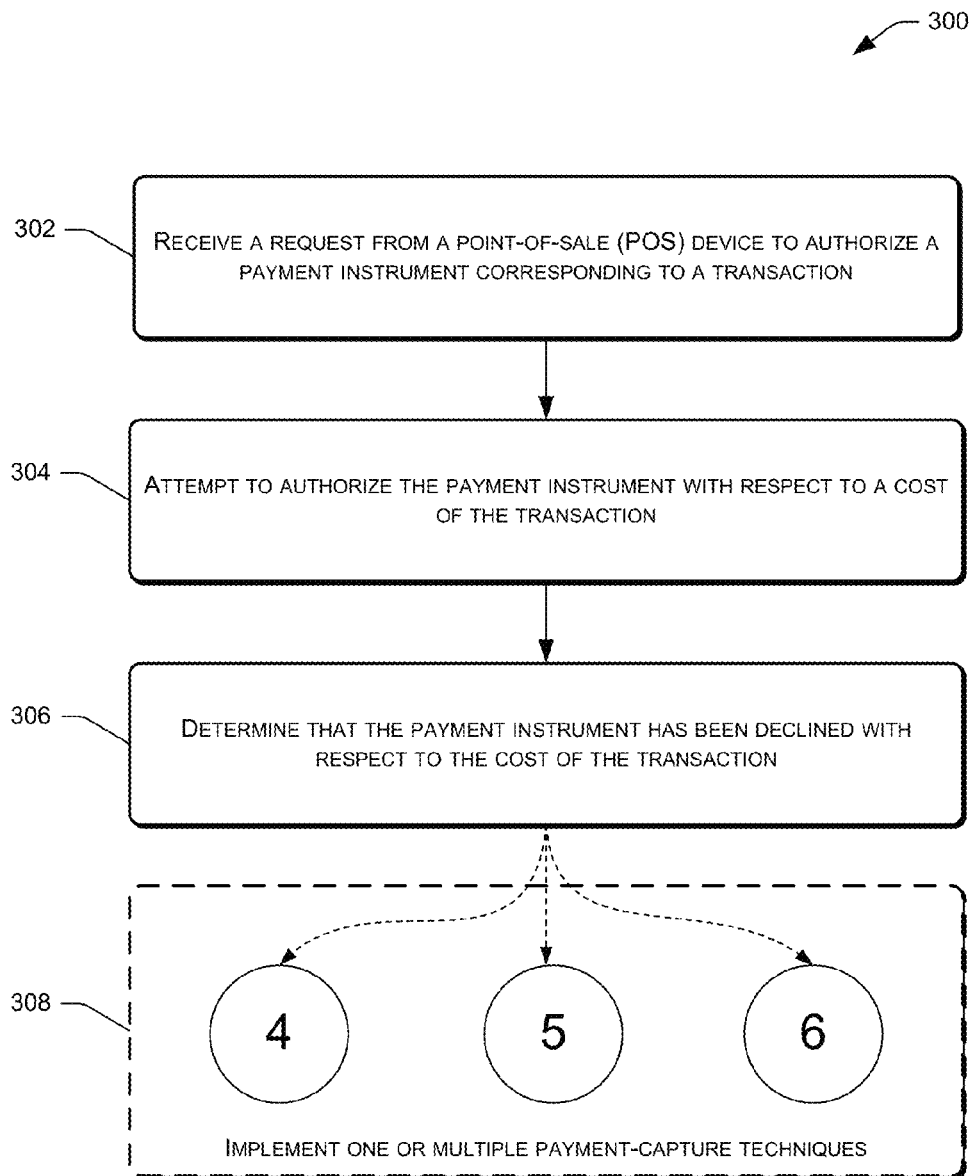 300
302
RECEIVE A REQUEST FROM A POINT-OF-SALE (POS) DEVICE TO AUTHORIZE A
PAYMENT INSTRUMENT CORRESPONDING TO A TRANSACTION
304
ATTEMPT TO AUTHORIZE THE PAYMENT INSTRUMENT WITH RESPECT TO A COST
OF THE TRANSACTION
306
DETERMINE THAT THE PAYMENT INSTRUMENT HAS BEEN DECLINED WITH
RESPECT TO THE COST OF THE TRANSACTION
308
4 5 6
IMPLEMENT ONE OR MULTIPLE PAYMENT-CAPTURE TECHNIQUES